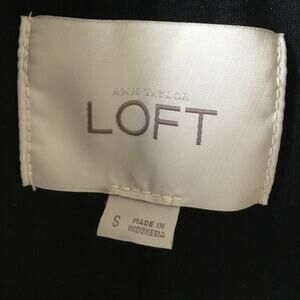 ANN TAYLOR
LOFT
S
MADE IN
INDONESIA